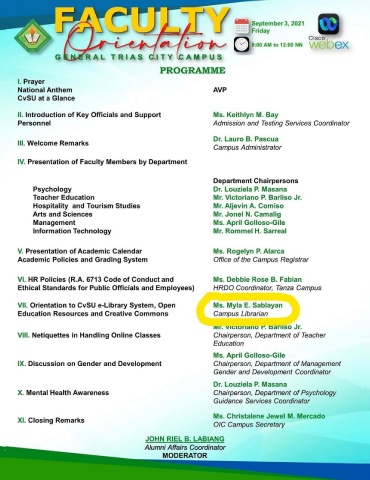 FACULTY
Orientation
GENERAL TRIAS CITY CAMPUS
September 3, 2021
Friday
8:00 AM to 12:00 NN
Cisco
webex
PROGRAMME
I. Prayer
National Anthem
AVP
CvSU at a Glance
II. Introduction of Key Officials and Support
Personnel
Ms. Keithlyn M. Bay
Admission and Testing Services Coordinator
III. Welcome Remarks
Dr. Lauro B. Pascua
Campus Administrator
IV. Presentation of Faculty Members by Department
Department Chairpersons
Psychology
Dr. Louziela P. Masana
Teacher Education
Mr. Victoriano P. Barliso Jr.
Hospitality and Tourism Studies
Mr. Aljevin A. Comiso
Arts and Sciences
Mr. Jonel N. Camalig
Management
Ms. April Golloso-Gile
Information Technology
Mr. Rommel H. Sarreal
V. Presentation of Academic Calendar
Academic Policies and Grading System
Ms. Rogelyn P. Alarca
Office of the Campus Registrar
VI. HR Policies (R.A. 6713 Code of Conduct and
Ethical Standards for Public Officials and Employees)
Ms. Debbie Rose B. Fabian
HRDO Coordinator, Tanza Campus
VII. Orientation to CvSU e-Library System, Open
Education Resources and Creative Commons
Ms. Myla E. Sablayan
Campus Librarian
VIII. Netiquettes in Handling Online Classes
Mr. Victoriano P. Barliso Jr.
Chairperson, Department of Teacher
Education
IX. Discussion on Gender and Development
Ms. April Golloso-Gile
Chairperson, Department of Management
Gender and Development Coordinator
X. Mental Health Awareness
Dr. Louziela P. Masana
Chairperson, Department of Psychology
Guidance Services Coordinator
XI. Closing Remarks
Ms. Christalene Jewel M. Mercado
OIC Campus Secretary
JOHN RIEL B. LABIANG
Alumni Affairs Coordinator
MODERATOR